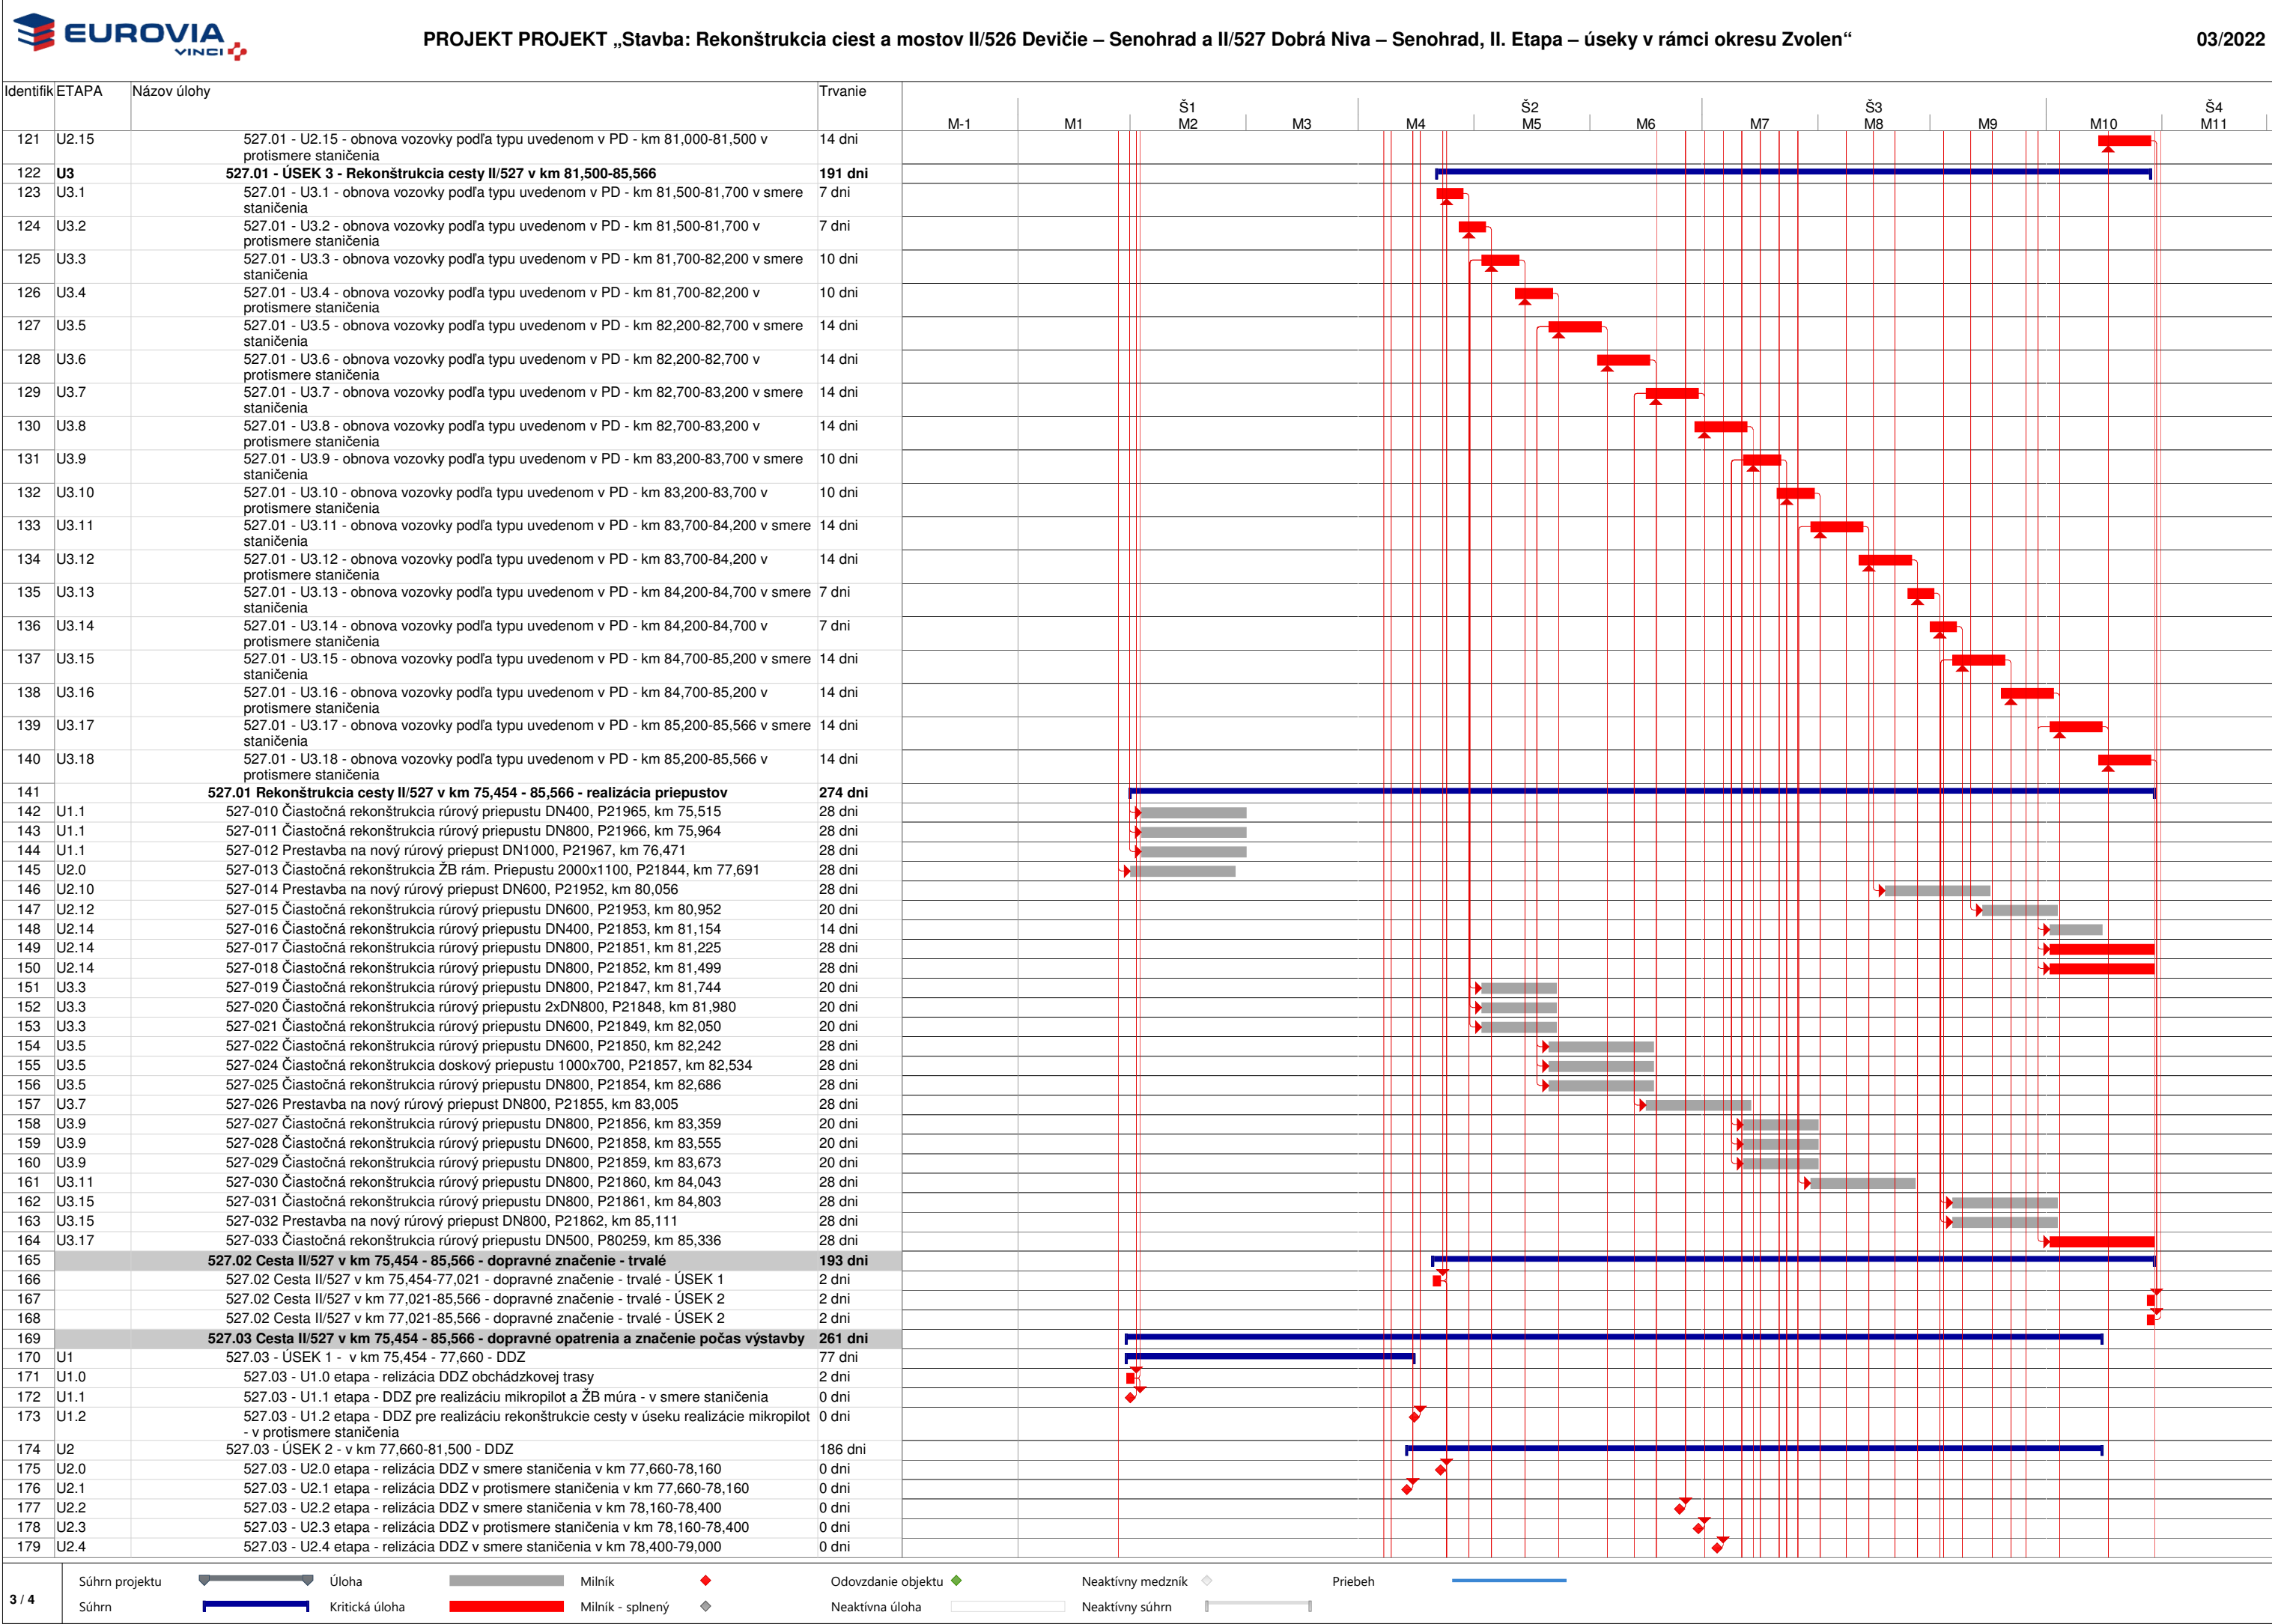 EUROVIA
VINCI
PROJEKT PROJEKT „Stavba: Rekonštrukcia ciest a mostov II/526 Devičie – Senohrad a II/527 Dobrá Niva – Senohrad, II. Etapa – úseky v rámci okresu Zvolen“
03/2022
Identifik ETAPA Názov úlohy Trvanie
Š1 Š2 Š3 Š4
M-1 M1 M2 M3 M4 M5 M6 M7 M8 M9 M10 M11
121 U2.15 527.01 - U2.15 - obnova vozovky podľa typu uvedenom v PD - km 81,000-81,500 v 14 dni
protismere staničenia
122 U3 527.01 - ÚSEK 3 - Rekonštrukcia cesty II/527 v km 81,500-85,566 191 dni
123 U3.1 527.01 - U3.1 - obnova vozovky podľa typu uvedenom v PD - km 81,500-81,700 v smere 7 dni
staničenia
124 U3.2 527.01 - U3.2 - obnova vozovky podľa typu uvedenom v PD - km 81,500-81,700 v 7 dni
protismere staničenia
125 U3.3 527.01 - U3.3 - obnova vozovky podľa typu uvedenom v PD - km 81,700-82,200 v smere 10 dni
staničenia
126 U3.4 527.01 - U3.4 - obnova vozovky podľa typu uvedenom v PD - km 81,700-82,200 v 10 dni
protismere staničenia
127 U3.5 527.01 - U3.5 - obnova vozovky podľa typu uvedenom v PD - km 82,200-82,700 v smere 14 dni
staničenia
128 U3.6 527.01 - U3.6 - obnova vozovky podľa typu uvedenom v PD - km 82,200-82,700 v 14 dni
protismere staničenia
129 U3.7 527.01 - U3.7 - obnova vozovky podľa typu uvedenom v PD - km 82,700-83,200 v smere 14 dni
staničenia
130 U3.8 527.01 - U3.8 - obnova vozovky podľa typu uvedenom v PD - km 82,700-83,200 v 14 dni
protismere staničenia
131 U3.9 527.01 - U3.9 - obnova vozovky podľa typu uvedenom v PD - km 83,200-83,700 v smere 10 dni
staničenia
132 U3.10 527.01 - U3.10 - obnova vozovky podľa typu uvedenom v PD - km 83,200-83,700 v 10 dni
protismere staničenia
133 U3.11 527.01 - U3.11 - obnova vozovky podľa typu uvedenom v PD - km 83,700-84,200 v smere 14 dni
staničenia
134 U3.12 527.01 - U3.12 - obnova vozovky podľa typu uvedenom v PD - km 83,700-84,200 v 14 dni
protismere staničenia
135 U3.13 527.01 - U3.13 - obnova vozovky podľa typu uvedenom v PD - km 84,200-84,700 v smere 7 dni
staničenia
136 U3.14 527.01 - U3.14 - obnova vozovky podľa typu uvedenom v PD - km 84,200-84,700 v 7 dni
protismere staničenia
137 U3.15 527.01 - U3.15 - obnova vozovky podľa typu uvedenom v PD - km 84,700-85,200 v smere 14 dni
staničenia
138 U3.16 527.01 - U3.16 - obnova vozovky podľa typu uvedenom v PD - km 84,700-85,200 v 14 dni
protismere staničenia
139 U3.17 527.01 - U3.17 - obnova vozovky podľa typu uvedenom v PD - km 85,200-85,566 v smere 14 dni
staničenia
140 U3.18 527.01 - U3.18 - obnova vozovky podľa typu uvedenom v PD - km 85,200-85,566 v 14 dni
protismere staničenia
141 527.01 Rekonštrukcia cesty II/527 v km 75,454 - 85,566 - realizácia priepustov 274 dni
142 U1.1 527-010 Čiastočná rekonštrukcia rúrový priepustu DN400, P21965, km 75,515 28 dni
143 U1.1 527-011 Čiastočná rekonštrukcia rúrový priepustu DN800, P21966, km 75,964 28 dni
144 U1.1 527-012 Prestavba na nový rúrový priepust DN1000, P21967, km 76,471 28 dni
145 U2.0 527-013 Čiastočná rekonštrukcia ŽB rám. Priepustu 2000x1100, P21844, km 77,691 28 dni
146 U2.10 527-014 Prestavba na nový rúrový priepust DN600, P21952, km 80,056 28 dni
147 U2.12 527-015 Čiastočná rekonštrukcia rúrový priepustu DN600, P21953, km 80,952 20 dni
148 U2.14 527-016 Čiastočná rekonštrukcia rúrový priepustu DN400, P21853, km 81,154 14 dni
149 U2.14 527-017 Čiastočná rekonštrukcia rúrový priepustu DN800, P21851, km 81,225 28 dni
150 U2.14 527-018 Čiastočná rekonštrukcia rúrový priepustu DN800, P21852, km 81,499 28 dni
151 U3.3 527-019 Čiastočná rekonštrukcia rúrový priepustu DN800, P21847, km 81,744 20 dni
152 U3.3 527-020 Čiastočná rekonštrukcia rúrový priepustu 2xDN800, P21848, km 81,980 20 dni
153 U3.3 527-021 Čiastočná rekonštrukcia rúrový priepustu DN600, P21849, km 82,050 20 dni
154 U3.5 527-022 Čiastočná rekonštrukcia rúrový priepustu DN600, P21850, km 82,242 28 dni
155 U3.5 527-024 Čiastočná rekonštrukcia doskový priepustu 1000x700, P21857, km 82,534 28 dni
156 U3.5 527-025 Čiastočná rekonštrukcia rúrový priepustu DN800, P21854, km 82,686 28 dni
157 U3.7 527-026 Prestavba na nový rúrový priepust DN800, P21855, km 83,005 28 dni
158 U3.9 527-027 Čiastočná rekonštrukcia rúrový priepustu DN800, P21856, km 83,359 20 dni
159 U3.9 527-028 Čiastočná rekonštrukcia rúrový priepustu DN600, P21858, km 83,555 20 dni
160 U3.9 527-029 Čiastočná rekonštrukcia rúrový priepustu DN800, P21859, km 83,673 20 dni
161 U3.11 527-030 Čiastočná rekonštrukcia rúrový priepustu DN800, P21860, km 84,043 28 dni
162 U3.15 527-031 Čiastočná rekonštrukcia rúrový priepustu DN800, P21861, km 84,803 28 dni
163 U3.15 527-032 Prestavba na nový rúrový priepust DN800, P21862, km 85,111 28 dni
164 U3.17 527-033 Čiastočná rekonštrukcia rúrový priepustu DN500, P80259, km 85,336 28 dni
165 527.02 Cesta II/527 v km 75,454 - 85,566 - dopravné značenie - trvalé 193 dni
166 527.02 Cesta II/527 v km 75,454-77,021 - dopravné značenie - trvalé - ÚSEK 1 2 dni
167 527.02 Cesta II/527 v km 77,021-85,566 - dopravné značenie - trvalé - ÚSEK 2 2 dni
168 527.02 Cesta II/527 v km 77,021-85,566 - dopravné značenie - trvalé - ÚSEK 2 2 dni
169 527.03 Cesta II/527 v km 75,454 - 85,566 - dopravné opatrenia a značenie počas výstavby 261 dni
170 U1 527.03 - ÚSEK 1 - v km 75,454 - 77,660 - DDZ 77 dni
171 U1.0 527.03 - U1.0 etapa - relizácia DDZ obchádzkovej trasy 2 dni
172 U1.1 527.03 - U1.1 etapa - DDZ pre realizáciu mikropilot a ŽB múra - v smere staničenia 0 dni
173 U1.2 527.03 - U1.2 etapa - DDZ pre realizáciu rekonštrukcie cesty v úseku realizácie mikropilot 0 dni
- v protismere staničenia
174 U2 527.03 - ÚSEK 2 - v km 77,660-81,500 - DDZ 186 dni
175 U2.0 527.03 - U2.0 etapa - relizácia DDZ v smere staničenia v km 77,660-78,160 0 dni
176 U2.1 527.03 - U2.1 etapa - relizácia DDZ v protismere staničenia v km 77,660-78,160 0 dni
177 U2.2 527.03 - U2.2 etapa - relizácia DDZ v smere staničenia v km 78,160-78,400 0 dni
178 U2.3 527.03 - U2.3 etapa - relizácia DDZ v protismere staničenia v km 78,160-78,400 0 dni
179 U2.4 527.03 - U2.4 etapa - relizácia DDZ v smere staničenia v km 78,400-79,000 0 dni
3 / 4
Súhrn projektu Úloha Milník Odovzdanie objektu Neaktívny medzník Priebeh
Súhrn Kritická úloha Milník - splnený Neaktívna úloha Neaktívny súhrn